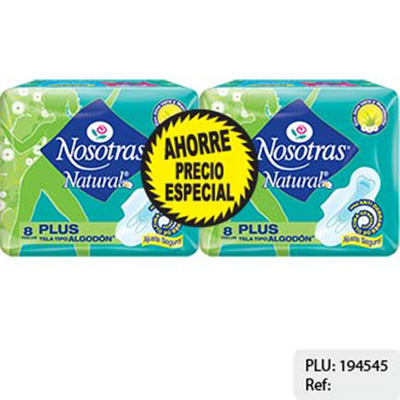 Nosotras®
Natural®
8 PLUS
TELA TIPO ALGODÓN
Ajuste Seguro
AHORRE
PRECIO
ESPECIAL
Nosotras®
Natural®
8 PLUS
TELA TIPO ALGODÓN
Ajuste Seguro
PLU: 194545
Ref: